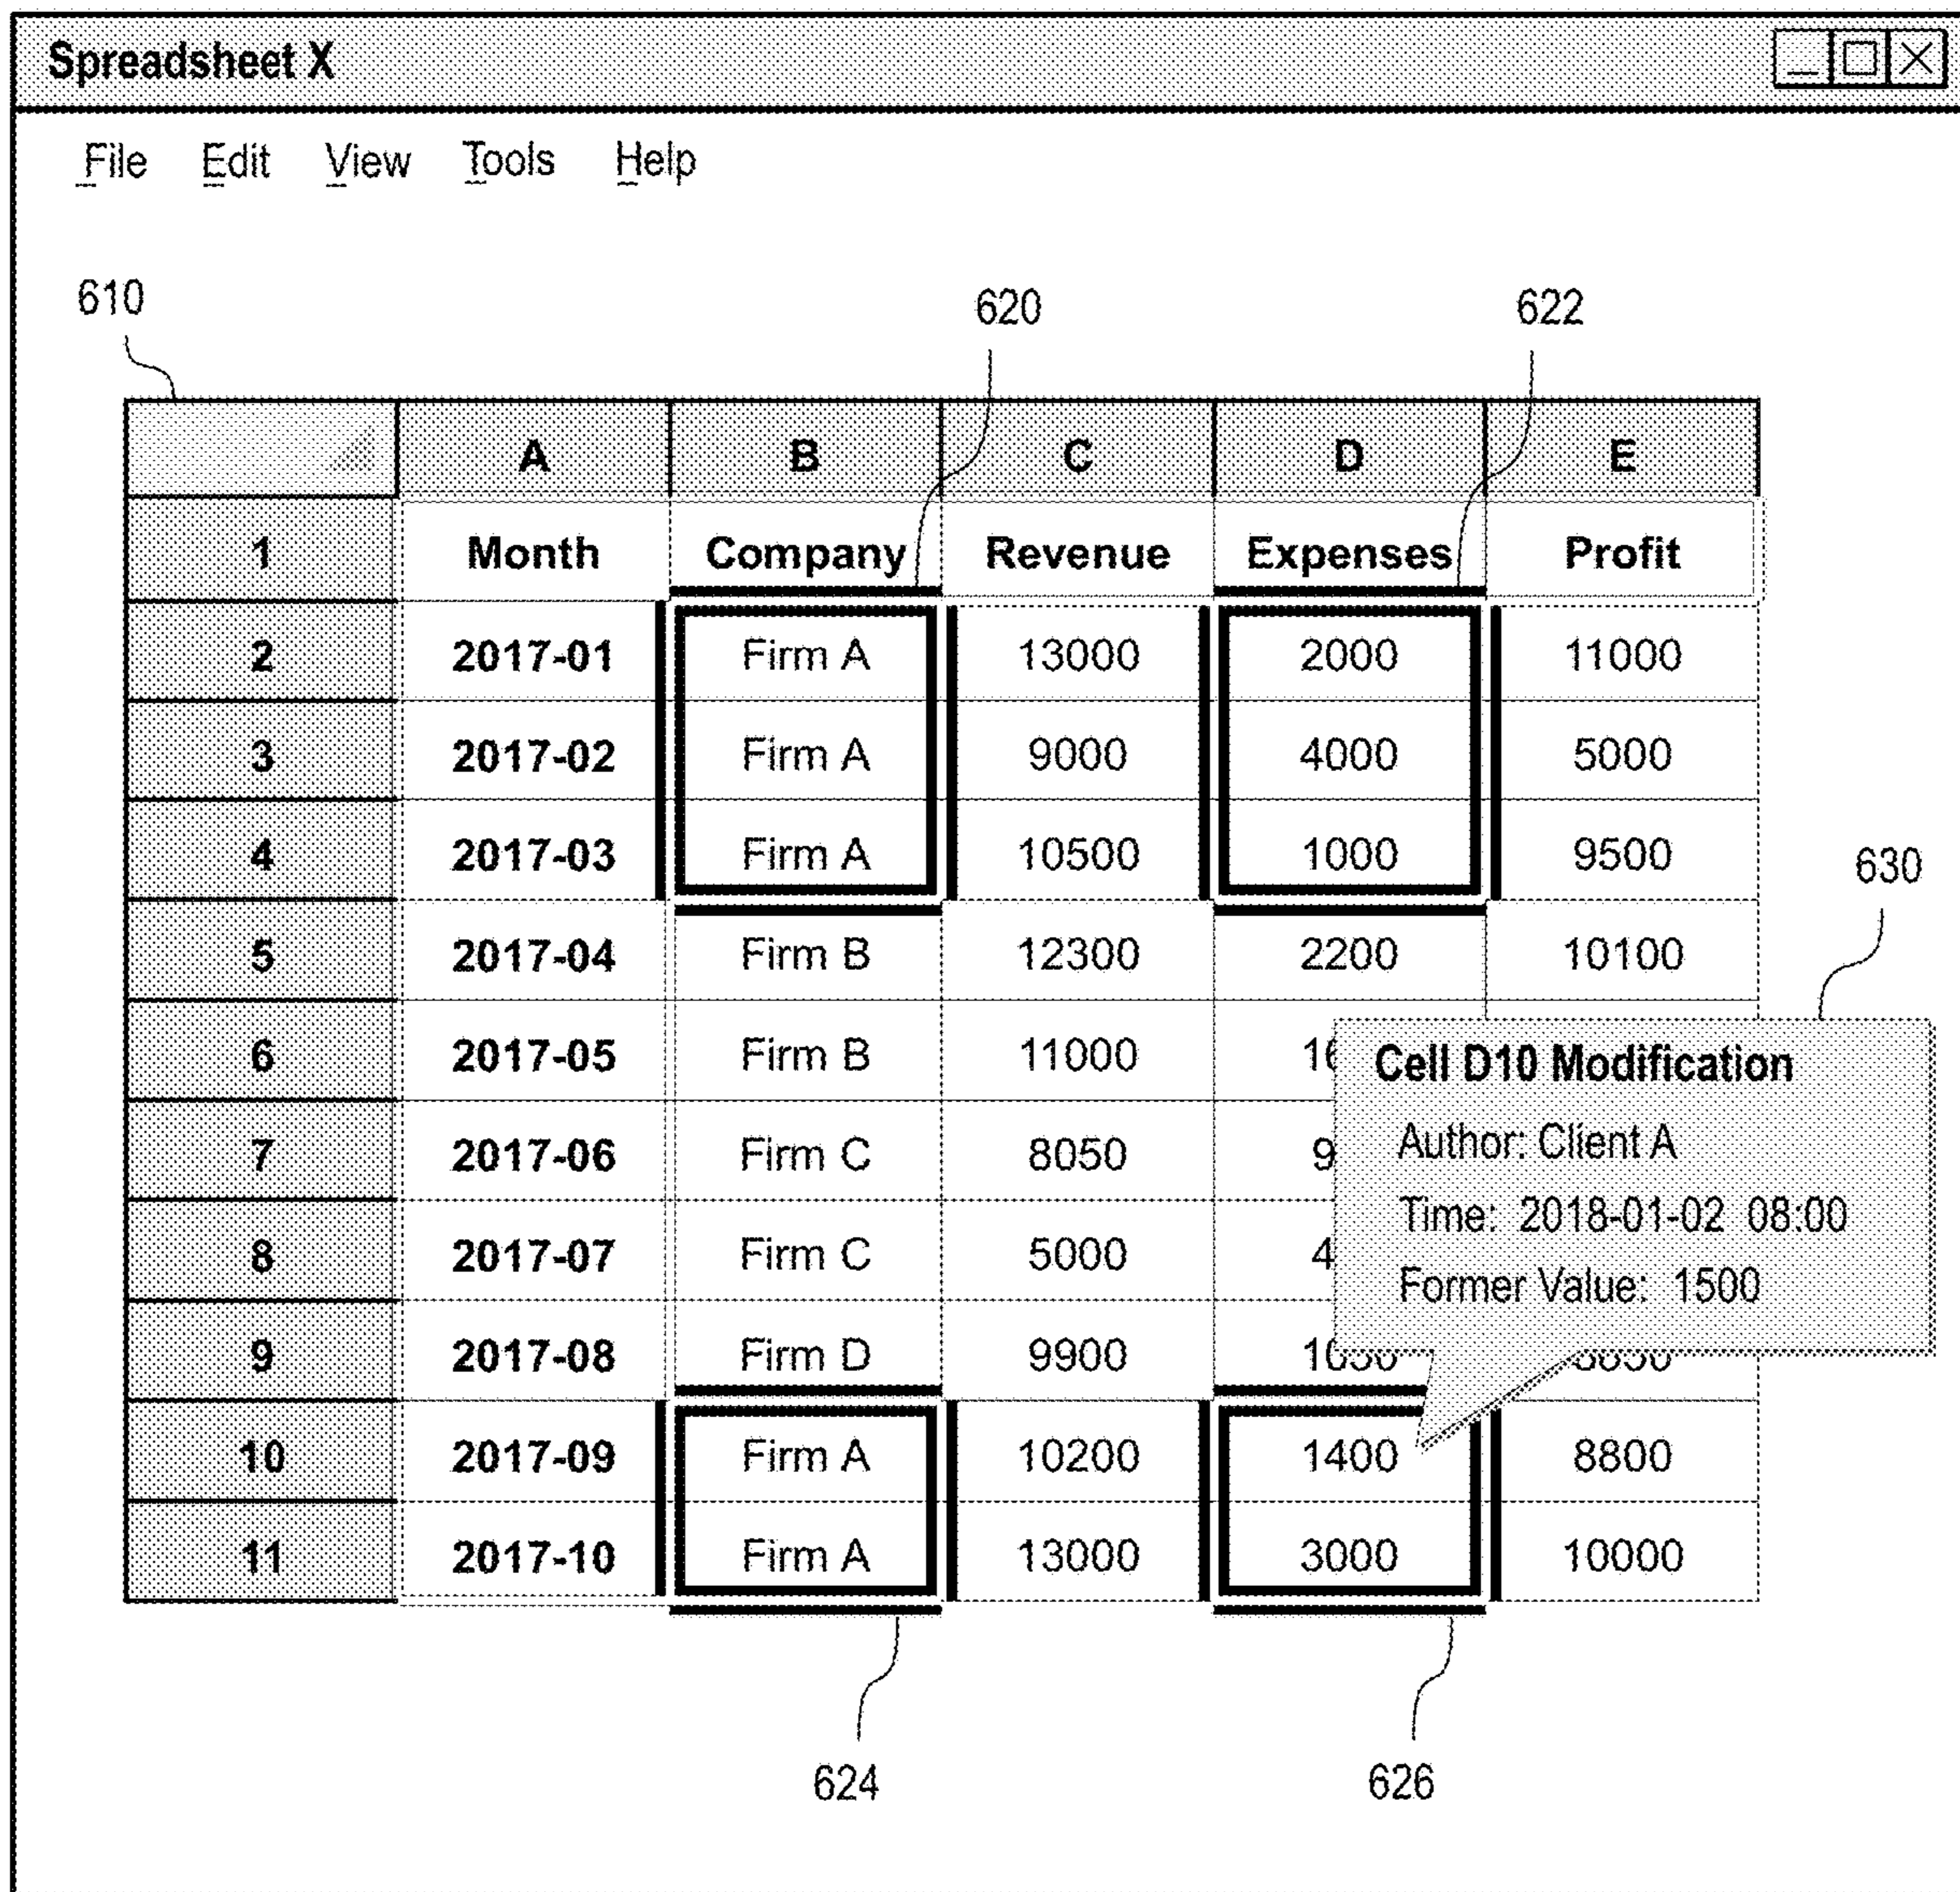 Spreadsheet X
File Edit View Tools Help
610 620 622
A B C D E
1 Month Company Revenue Expenses Profit
2 2017-01 Firm A 13000 2000 11000
3 2017-02 Firm A 9000 4000 5000
4 2017-03 Firm A 10500 1000 9500
630
5 2017-04 Firm B 12300 2200 10100
6 2017-05 Firm B 11000
Cell D10 Modification
7 2017-06 Firm C 8050
Author: Client A
Time: 2018-01-02 08:00
8 2017-07 Firm C 5000
Former Value: 1500
9 2017-08 Firm D 9900
10 2017-09 Firm A 10200 1400 8800
11 2017-10 Firm A 13000 3000 10000
624 626